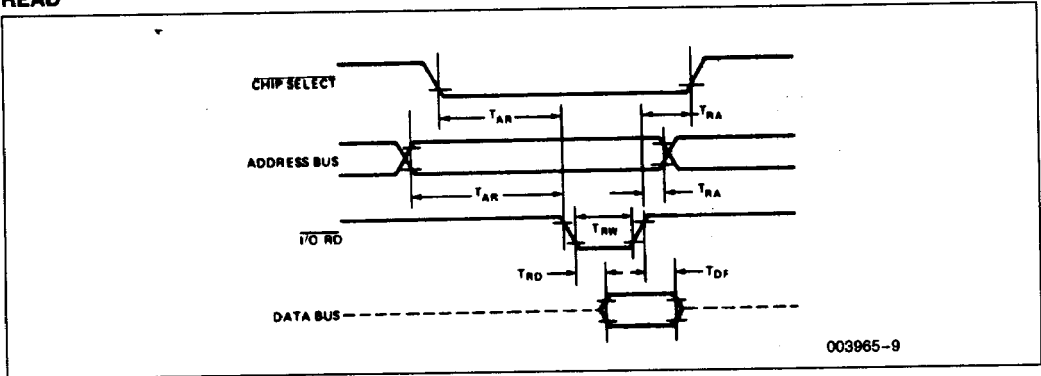 READ
CHIP SELECT
TAR
TRA
ADDRESS BUS
TAR
TRA
I/O RD
TRW
TRD
TDF
DATA BUS
003965-9